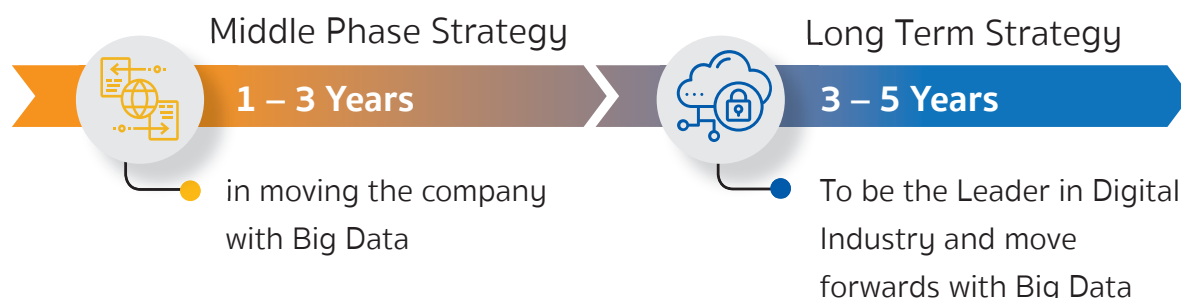 Middle Phase Strategy
1 – 3 Years
in moving the company
with Big Data
Long Term Strategy
3 – 5 Years
To be the Leader in Digital
Industry and move
forwards with Big Data